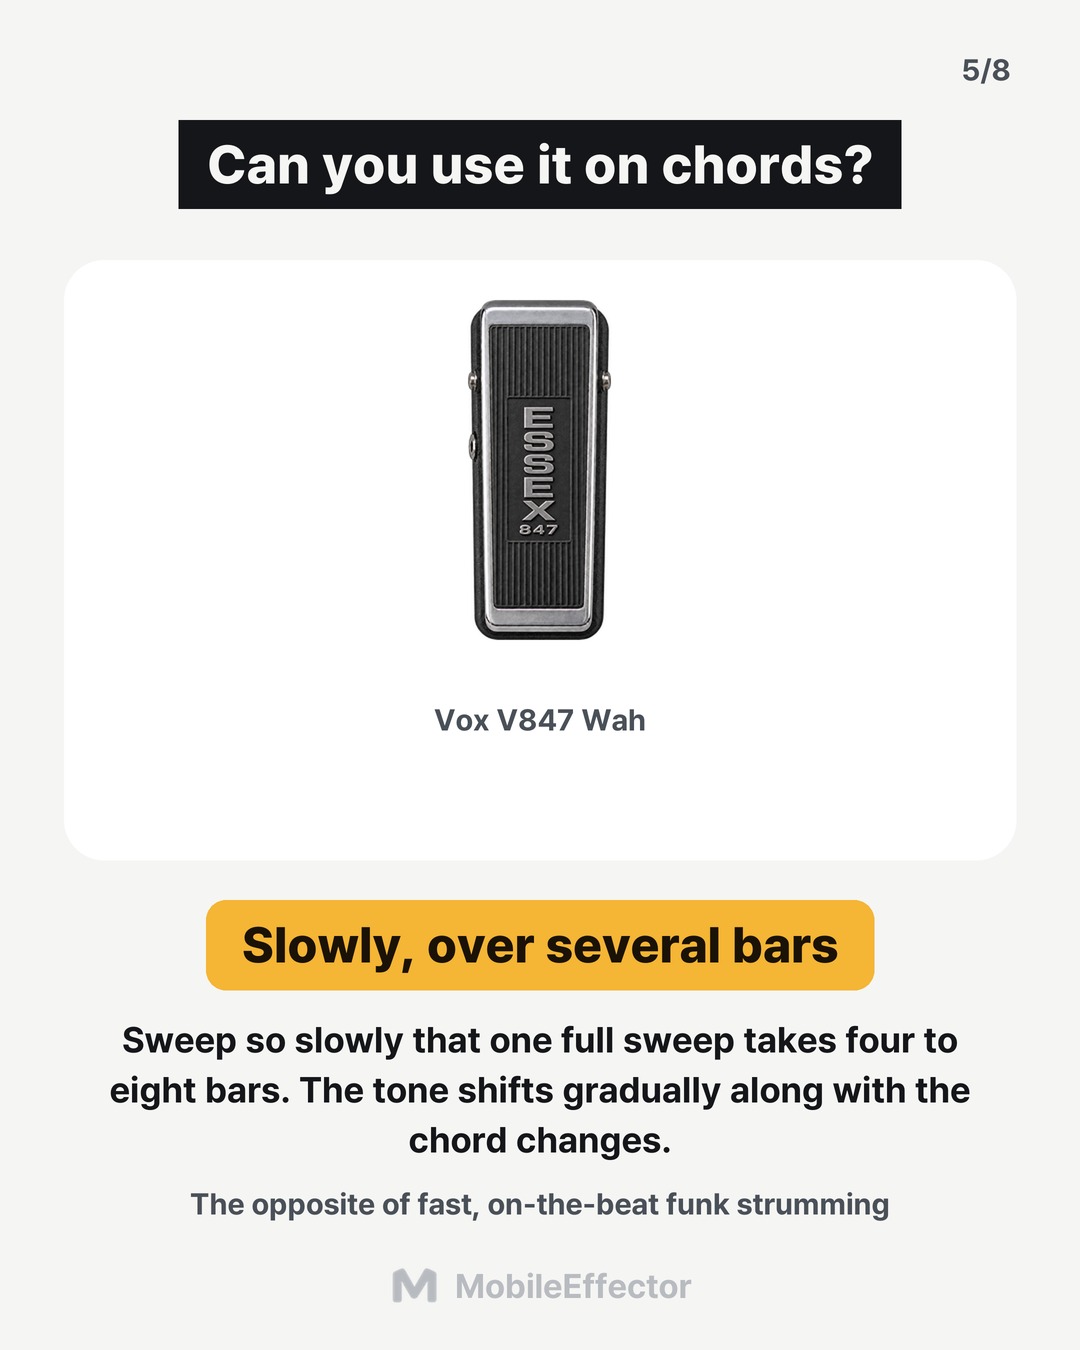 5/8
Can you use it on chords?
ESSEX
847
Vox V847 Wah
Slowly, over several bars
Sweep so slowly that one full sweep takes four to
eight bars. The tone shifts gradually along with the
chord changes.
The opposite of fast, on-the-beat funk strumming
MobileEffector